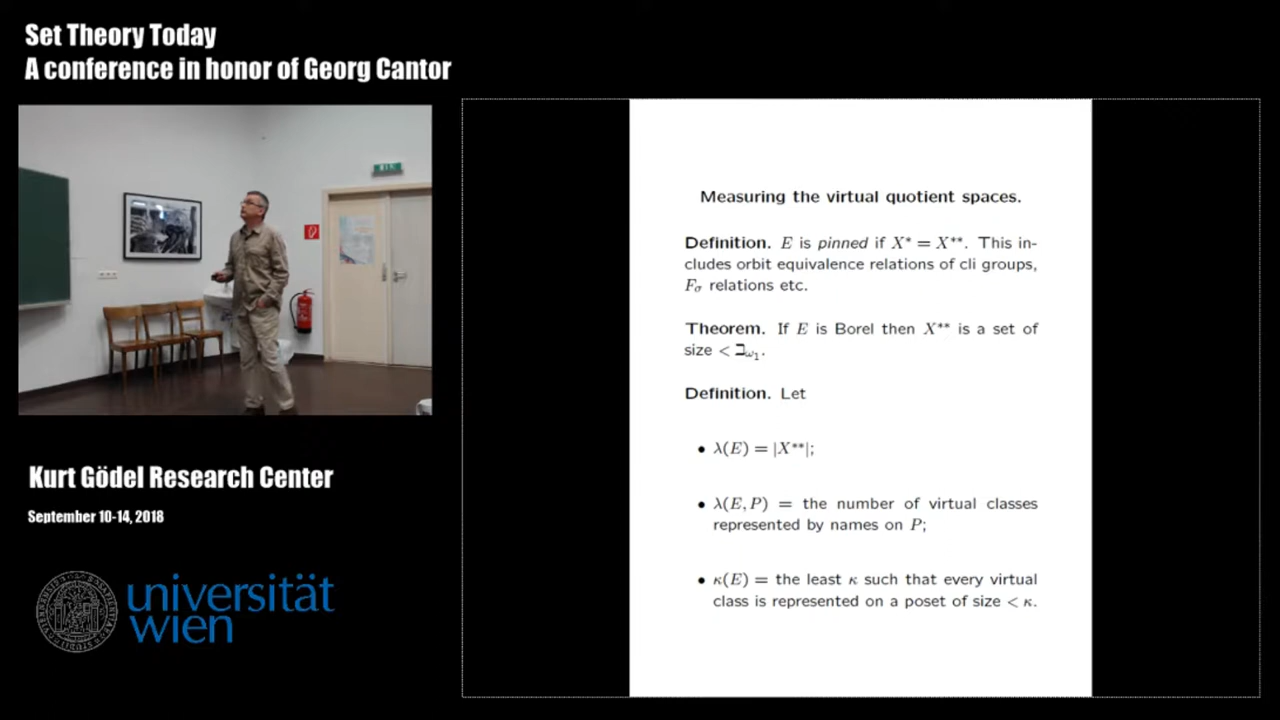 Set Theory Today
A conference in honor of Georg Cantor
Kurt Gödel Research Center
September 10-14, 2018
universität
wien
Measuring the virtual quotient spaces.
Definition. E is pinned if X* = X**. This in-
cludes orbit equivalence relations of cli groups,
Fσ relations etc.
Theorem. If E is Borel then X** is a set of
size < ℶω₁.
Definition. Let
• λ(E) = |X**|;
• λ(E, P) = the number of virtual classes
represented by names on P;
• κ(E) = the least κ such that every virtual
class is represented on a poset of size < κ.